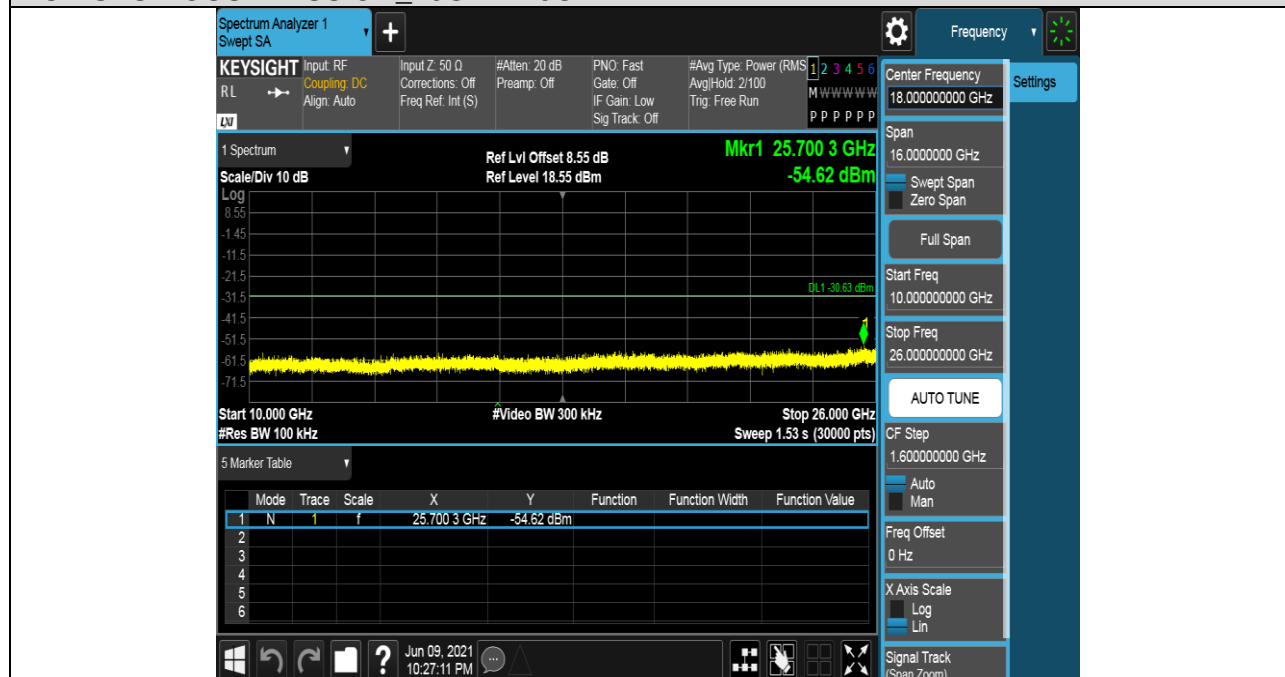 Spectrum Analyzer 1
Swept SA
+
Frequency
KEYSIGHT
RL
LXI
Input: RF
Coupling: DC
Align: Auto
Input Z: 50 Ω
Corrections: Off
Freq Ref: Int (S)
#Atten: 20 dB
Preamp: Off
PNO: Fast
Gate: Off
IF Gain: Low
Sig Track: Off
#Avg Type: Power (RMS
Avg|Hold: 2/100
Trig: Free Run
1 2 3 4 5 6
M W W W W W
P P P P P P
Center Frequency
18.000000000 GHz
Settings
Span
16.0000000 GHz
Swept Span
Zero Span
Full Span
Start Freq
10.000000000 GHz
Stop Freq
26.000000000 GHz
AUTO TUNE
CF Step
1.600000000 GHz
Auto
Man
Freq Offset
0 Hz
X Axis Scale
Log
Lin
Signal Track
(Span Zoom)
1 Spectrum
Scale/Div 10 dB
Ref Lvl Offset 8.55 dB
Ref Level 18.55 dBm
Mkr1 25.700 3 GHz
-54.62 dBm
Log
8.55
-1.45
-11.5
-21.5
-31.5
-41.5
-51.5
-61.5
-71.5
DL1 -30.63 dBm
1
Start 10.000 GHz
#Video BW 300 kHz
Stop 26.000 GHz
#Res BW 100 kHz
Sweep 1.53 s (30000 pts)
5 Marker Table
Mode Trace Scale X Y Function Function Width Function Value
1 N 1 f 25.700 3 GHz -54.62 dBm
2
3
4
5
6
?
Jun 09, 2021
10:27:11 PM